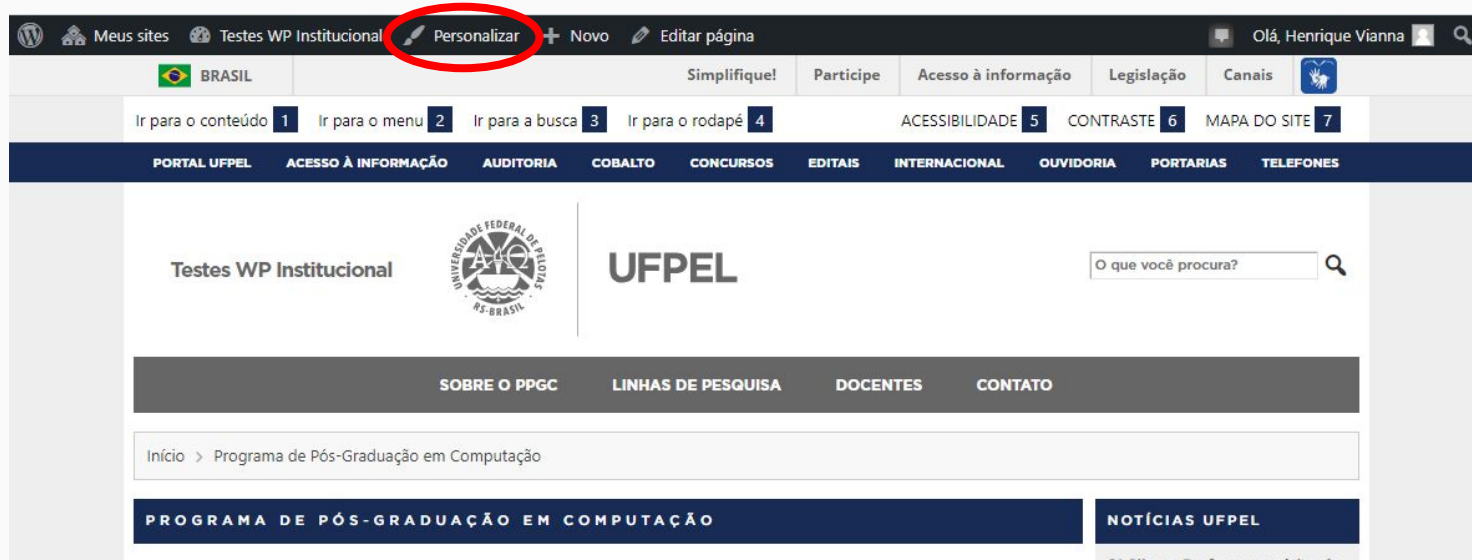 Meus sites Testes WP Institucional Personalizar Novo Editar página Olá, Henrique Vianna
BRASIL Simplifique! Participe Acesso à informação Legislação Canais
Ir para o conteúdo 1 Ir para o menu 2 Ir para a busca 3 Ir para o rodapé 4 ACESSIBILIDADE 5 CONTRASTE 6 MAPA DO SITE 7
PORTAL UFPEL ACESSO À INFORMAÇÃO AUDITORIA COBALTO CONCURSOS EDITAIS INTERNACIONAL OUVIDORIA PORTARIAS TELEFONES
Testes WP Institucional
UNIVERSIDADE FEDERAL DE PELOTAS
RS-BRASIL
UFPEL
O que você procura?
SOBRE O PPGC LINHAS DE PESQUISA DOCENTES CONTATO
Início > Programa de Pós-Graduação em Computação
PROGRAMA DE PÓS-GRADUAÇÃO EM COMPUTAÇÃO
NOTÍCIAS UFPEL